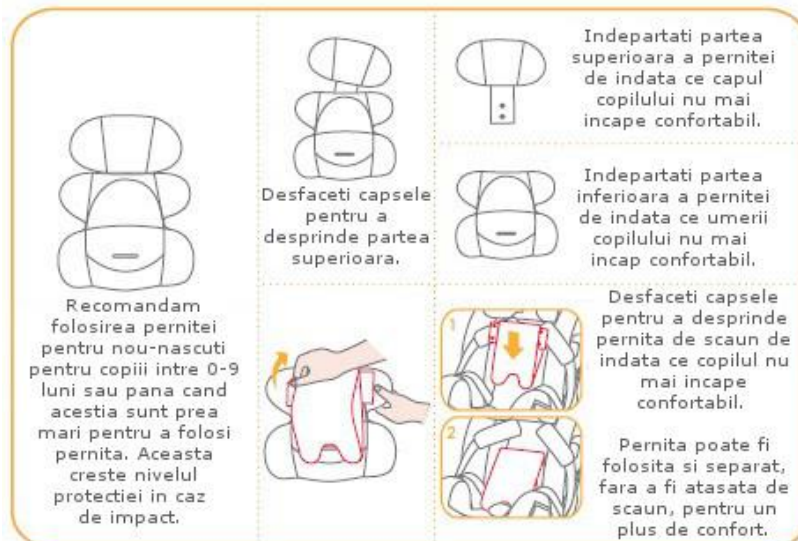 Recomandam
folosirea pernitei
pentru nou-nascuti
pentru copiii intre 0-9
luni sau pana cand
acestia sunt prea
mari pentru a folosi
pernita. Aceasta
creste nivelul
protectiei in caz
de impact.
Desfaceti capsele
pentru a
desprinde partea
superioara.
Indepartati partea
superioara a pernitei
de indata ce capul
copilului nu mai
incape confortabil.
Indepartati partea
inferioara a pernitei
de indata ce umerii
copilului nu mai
incap confortabil.
1
Desfaceti capsele
pentru a desprinde
pernita de scaun de
indata ce copilul nu
mai incape
confortabil.
2
Pernita poate fi
folosita si separat,
fara a fi atasata de
scaun, pentru un
plus de confort.